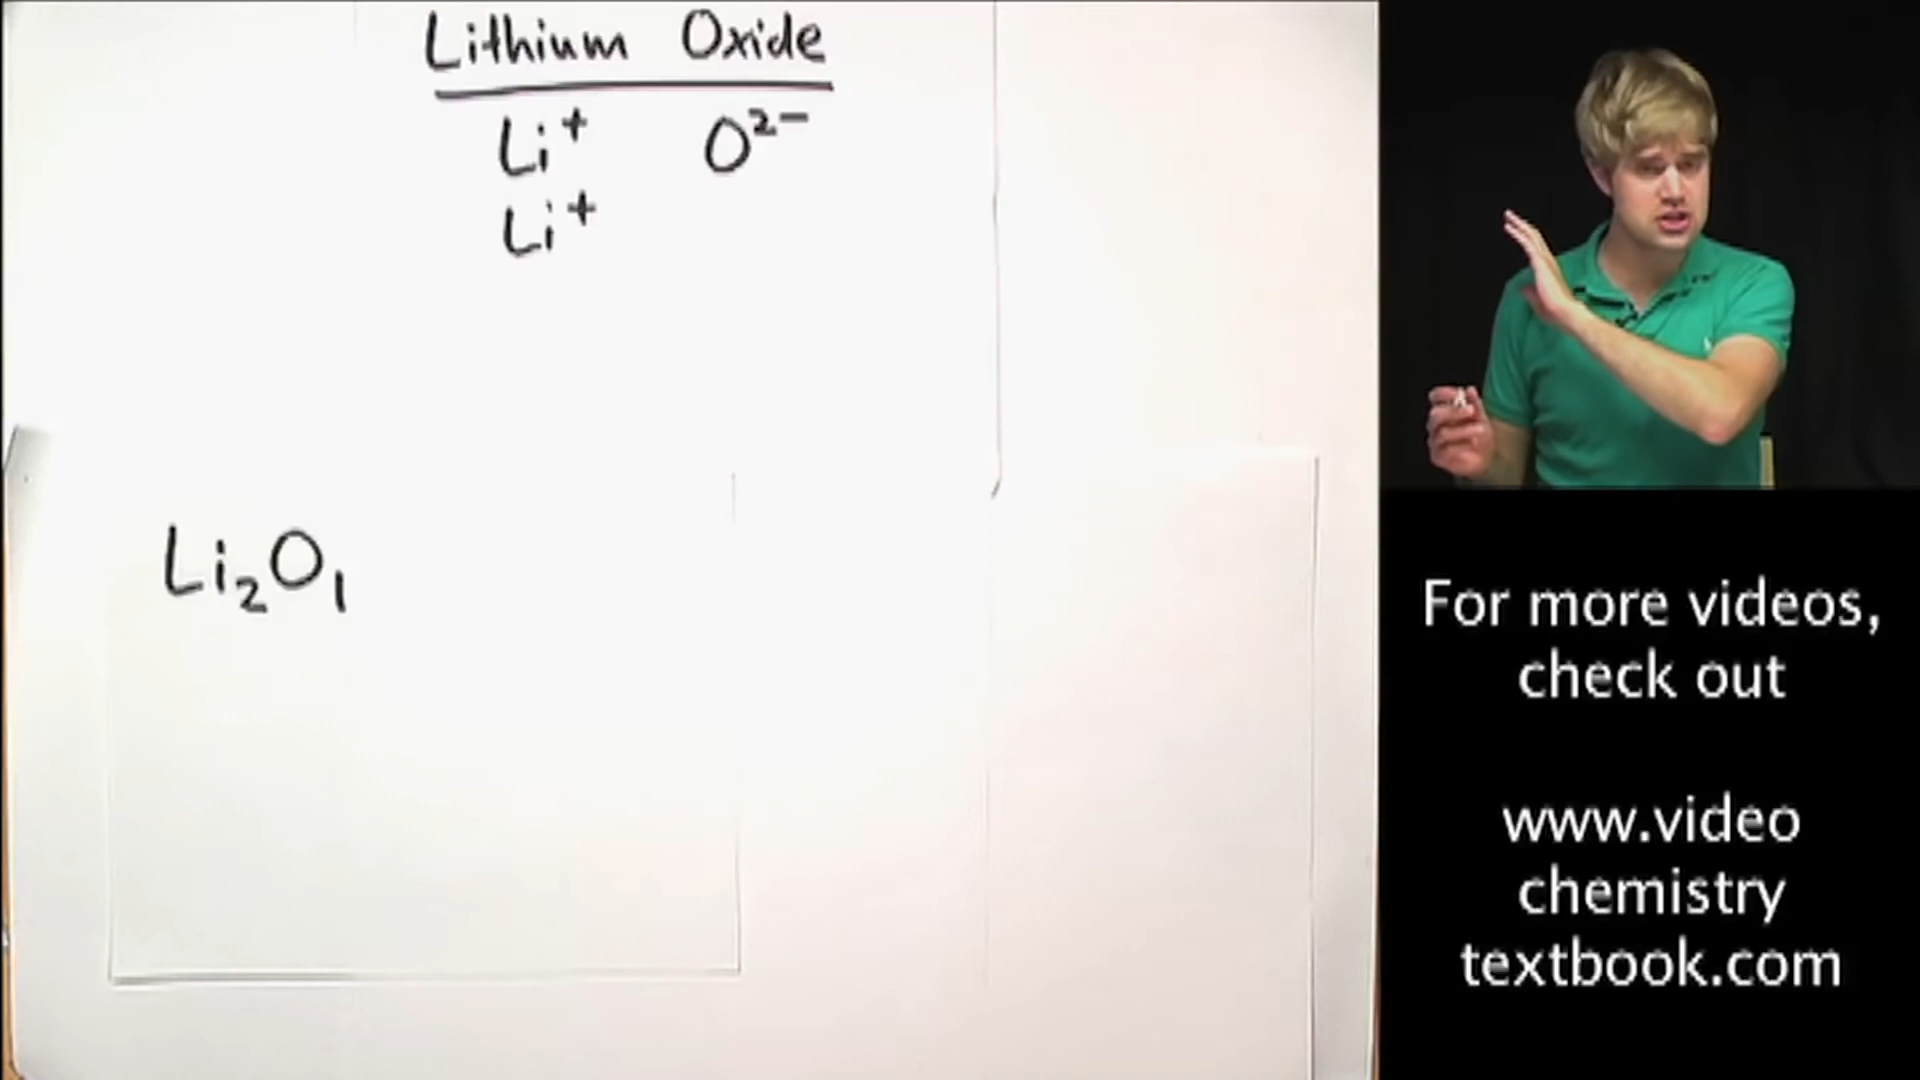 Lithium Oxide
Li⁺ O²⁻
Li⁺
Li₂O₁
For more videos,
check out
www.video
chemistry
textbook.com